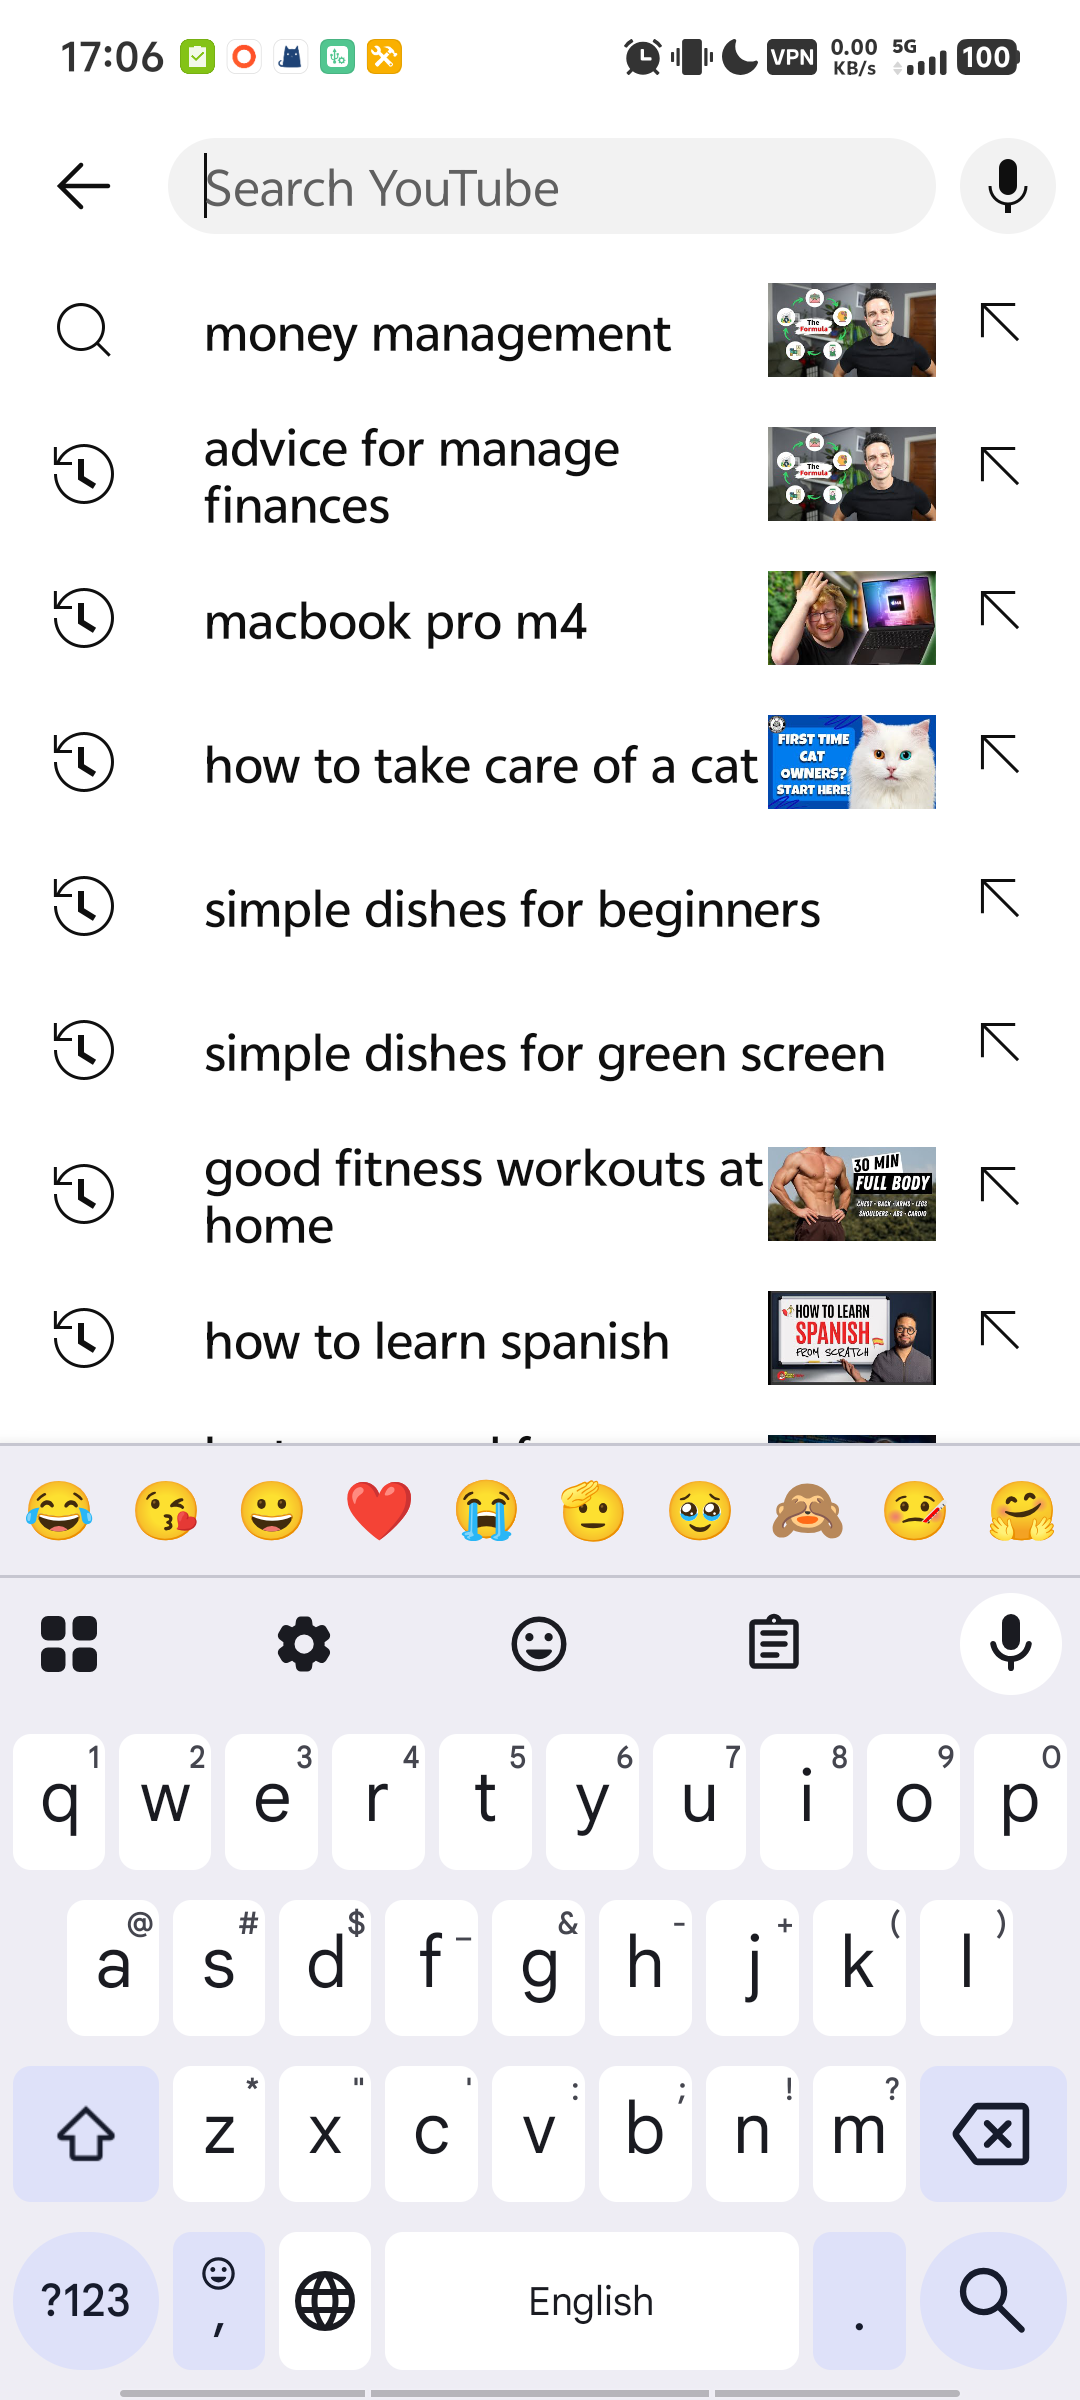 17:06
VPN
0.00
KB/s
5G
100
Search YouTube
money management
The
Formula
advice for manage
finances
The
Formula
macbook pro m4
how to take care of a cat
FIRST TIME
CAT
OWNERS?
START HERE!
simple dishes for beginners
simple dishes for green screen
good fitness workouts at
home
30 MIN
FULL BODY
CHEST • BACK • ARMS • LEGS
SHOULDERS • ABS • CARDIO
how to learn spanish
HOW TO LEARN
SPANISH
FROM SCRATCH
1 2 3 4 5 6 7 8 9 0
q w e r t y u i o p
@ # $ _ & - + ( )
a s d f g h j k l
* " ' : ; ! ?
z x c v b n m
?123 , English .